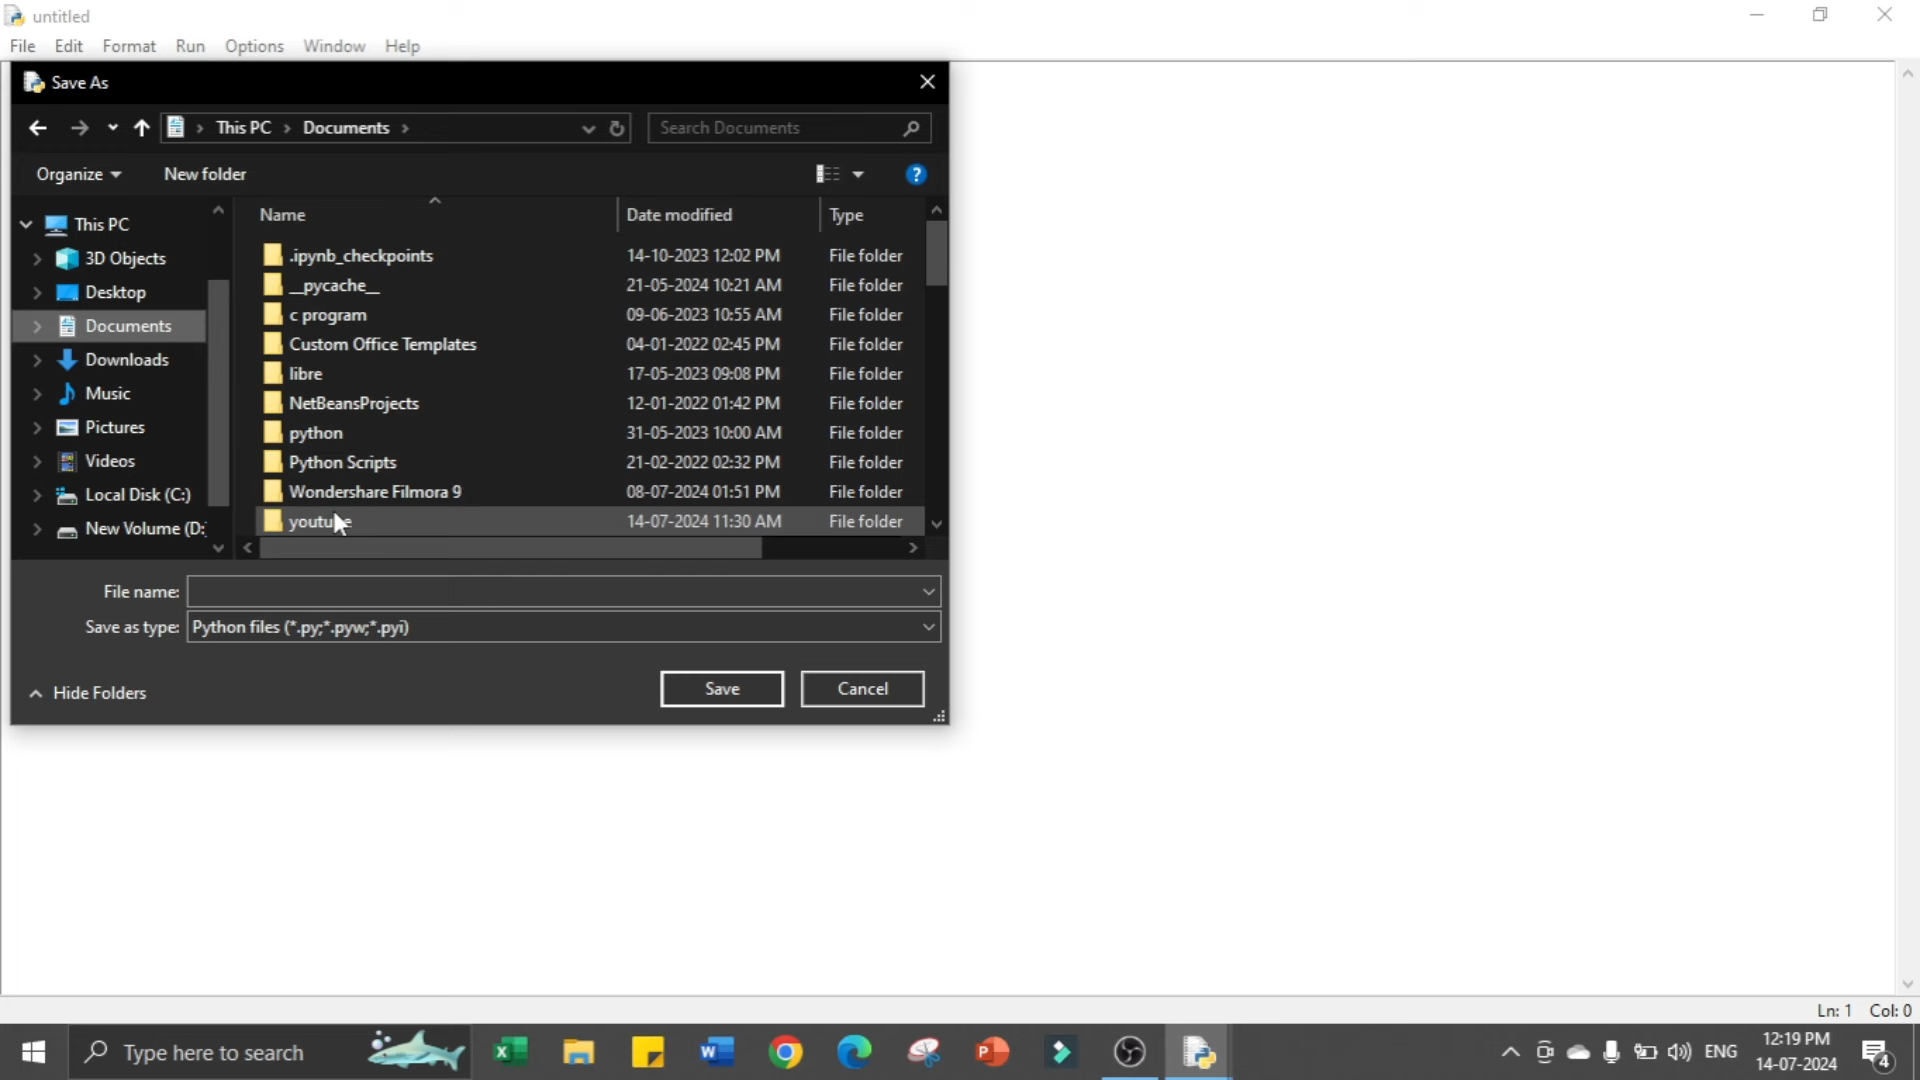 untitled
File Edit Format Run Options Window Help
Save As
This PC > Documents >
Search Documents
Organize
New folder
Name Date modified Type
This PC
3D Objects
Desktop
Documents
Downloads
Music
Pictures
Videos
Local Disk (C:)
New Volume (D:
.ipynb_checkpoints 14-10-2023 12:02 PM File folder
__pycache__ 21-05-2024 10:21 AM File folder
c program 09-06-2023 10:55 AM File folder
Custom Office Templates 04-01-2022 02:45 PM File folder
libre 17-05-2023 09:08 PM File folder
NetBeansProjects 12-01-2022 01:42 PM File folder
python 31-05-2023 10:00 AM File folder
Python Scripts 21-02-2022 02:32 PM File folder
Wondershare Filmora 9 08-07-2024 01:51 PM File folder
youtube 14-07-2024 11:30 AM File folder
File name:
Save as type: Python files (*.py;*.pyw;*.pyi)
Hide Folders
Save
Cancel
Ln: 1 Col: 0
Type here to search
ENG
12:19 PM
14-07-2024
4